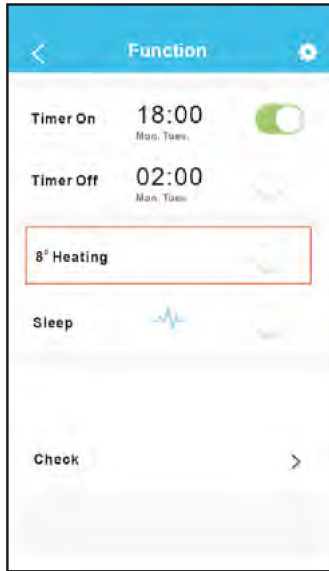 Function
Timer On 18:00
Mon. Tues.
Timer Off 02:00
Mon. Tues.
8° Heating
Sleep
Check